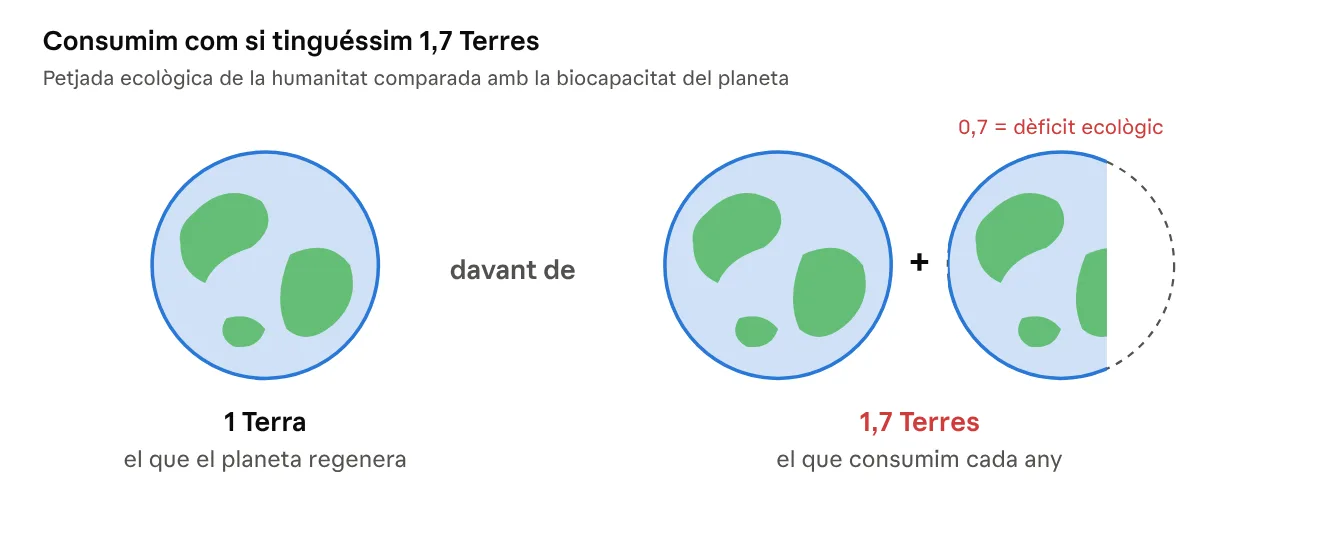 Consumim com si tinguéssim 1,7 Terres
Petjada ecològica de la humanitat comparada amb la biocapacitat del planeta
0,7 = dèficit ecològic
davant de
+
1 Terra
el que el planeta regenera
1,7 Terres
el que consumim cada any